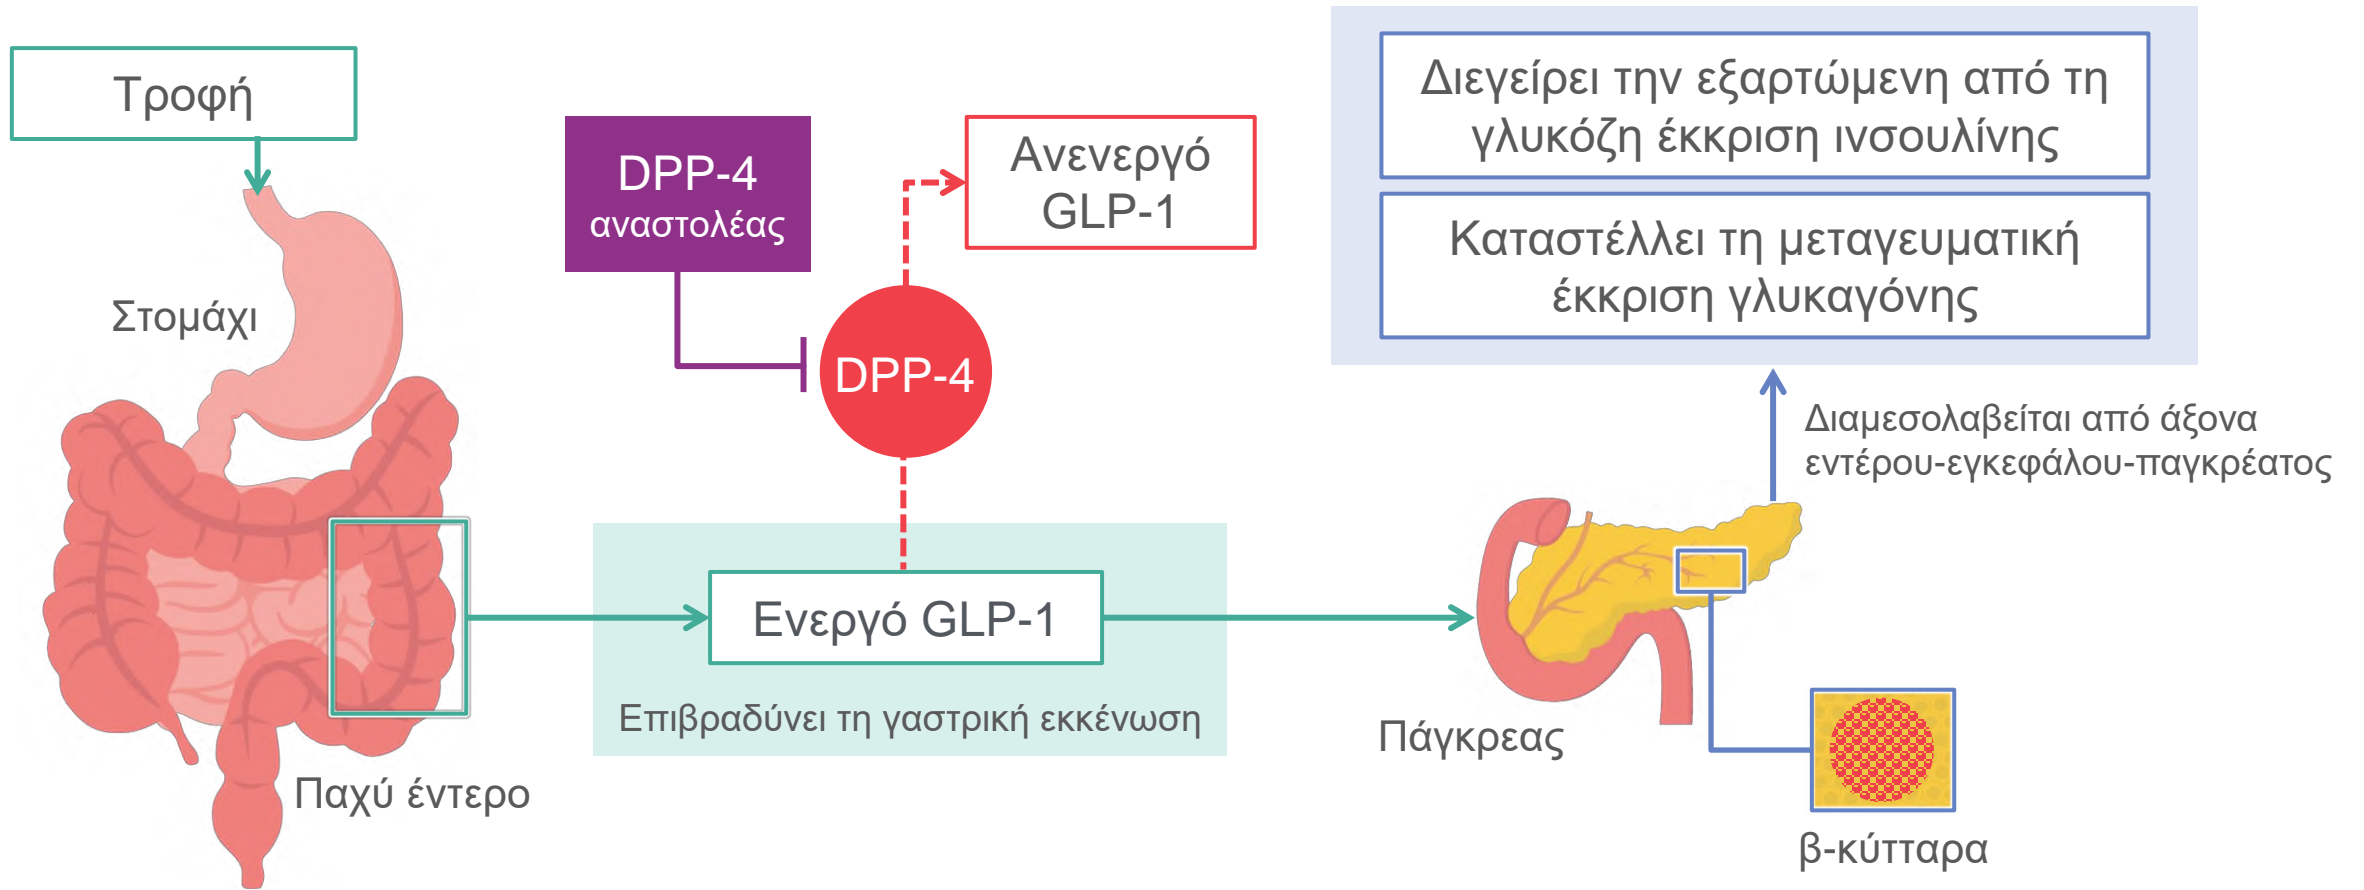 Τροφή
Στομάχι
Παχύ έντερο
DPP-4
αναστολέας
DPP-4
Ανενεργό
GLP-1
Ενεργό GLP-1
Επιβραδύνει τη γαστρική εκκένωση
Διεγείρει την εξαρτώμενη από τη
γλυκόζη έκκριση ινσουλίνης
Καταστέλλει τη μεταγευματική
έκκριση γλυκαγόνης
Διαμεσολαβείται από άξονα
εντέρου-εγκεφάλου-παγκρέατος
Πάγκρεας
β-κύτταρα